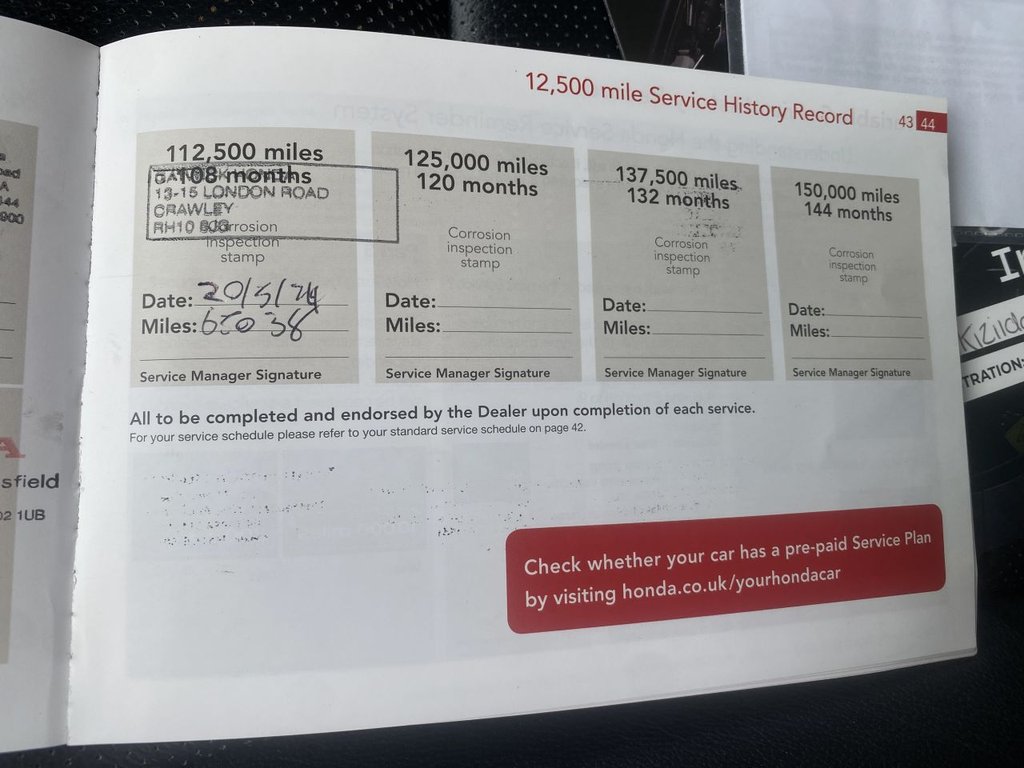 12,500 mile Service History Record 43 44
112,500 miles
108 months
13-15 LONDON ROAD
CRAWLEY
RH10
Corrosion
inspection
stamp
Date: 20/5/24
Miles: 65038
Service Manager Signature
125,000 miles
120 months
Corrosion
inspection
stamp
Date:
Miles:
Service Manager Signature
137,500 miles
132 months
Corrosion
inspection
stamp
Date:
Miles:
Service Manager Signature
150,000 miles
144 months
Corrosion
inspection
stamp
Date:
Miles:
Service Manager Signature
All to be completed and endorsed by the Dealer upon completion of each service.
For your service schedule please refer to your standard service schedule on page 42.
Check whether your car has a pre-paid Service Plan
by visiting honda.co.uk/yourhondacar
A
sfield
1UB
TRATION: